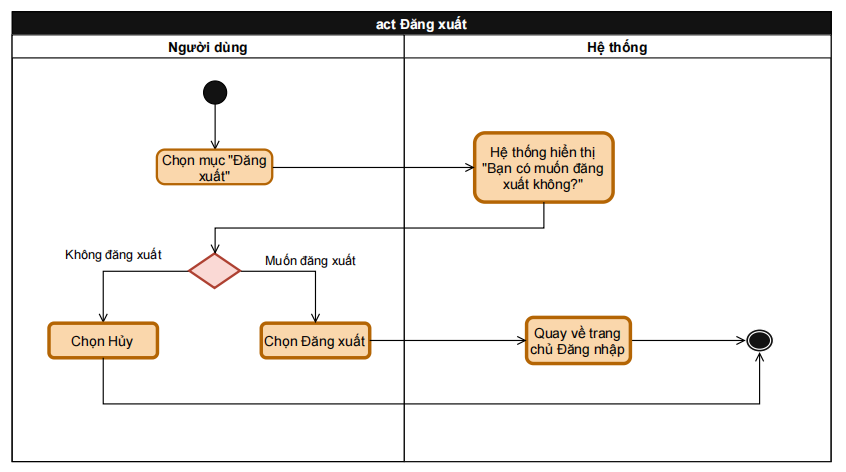 act Đăng xuất
Người dùng
Hệ thống
Chọn mục "Đăng
xuất"
Hệ thống hiển thị
"Bạn có muốn đăng
xuất không?"
Không đăng xuất
Muốn đăng xuất
Chọn Hủy
Chọn Đăng xuất
Quay về trang
chủ Đăng nhập